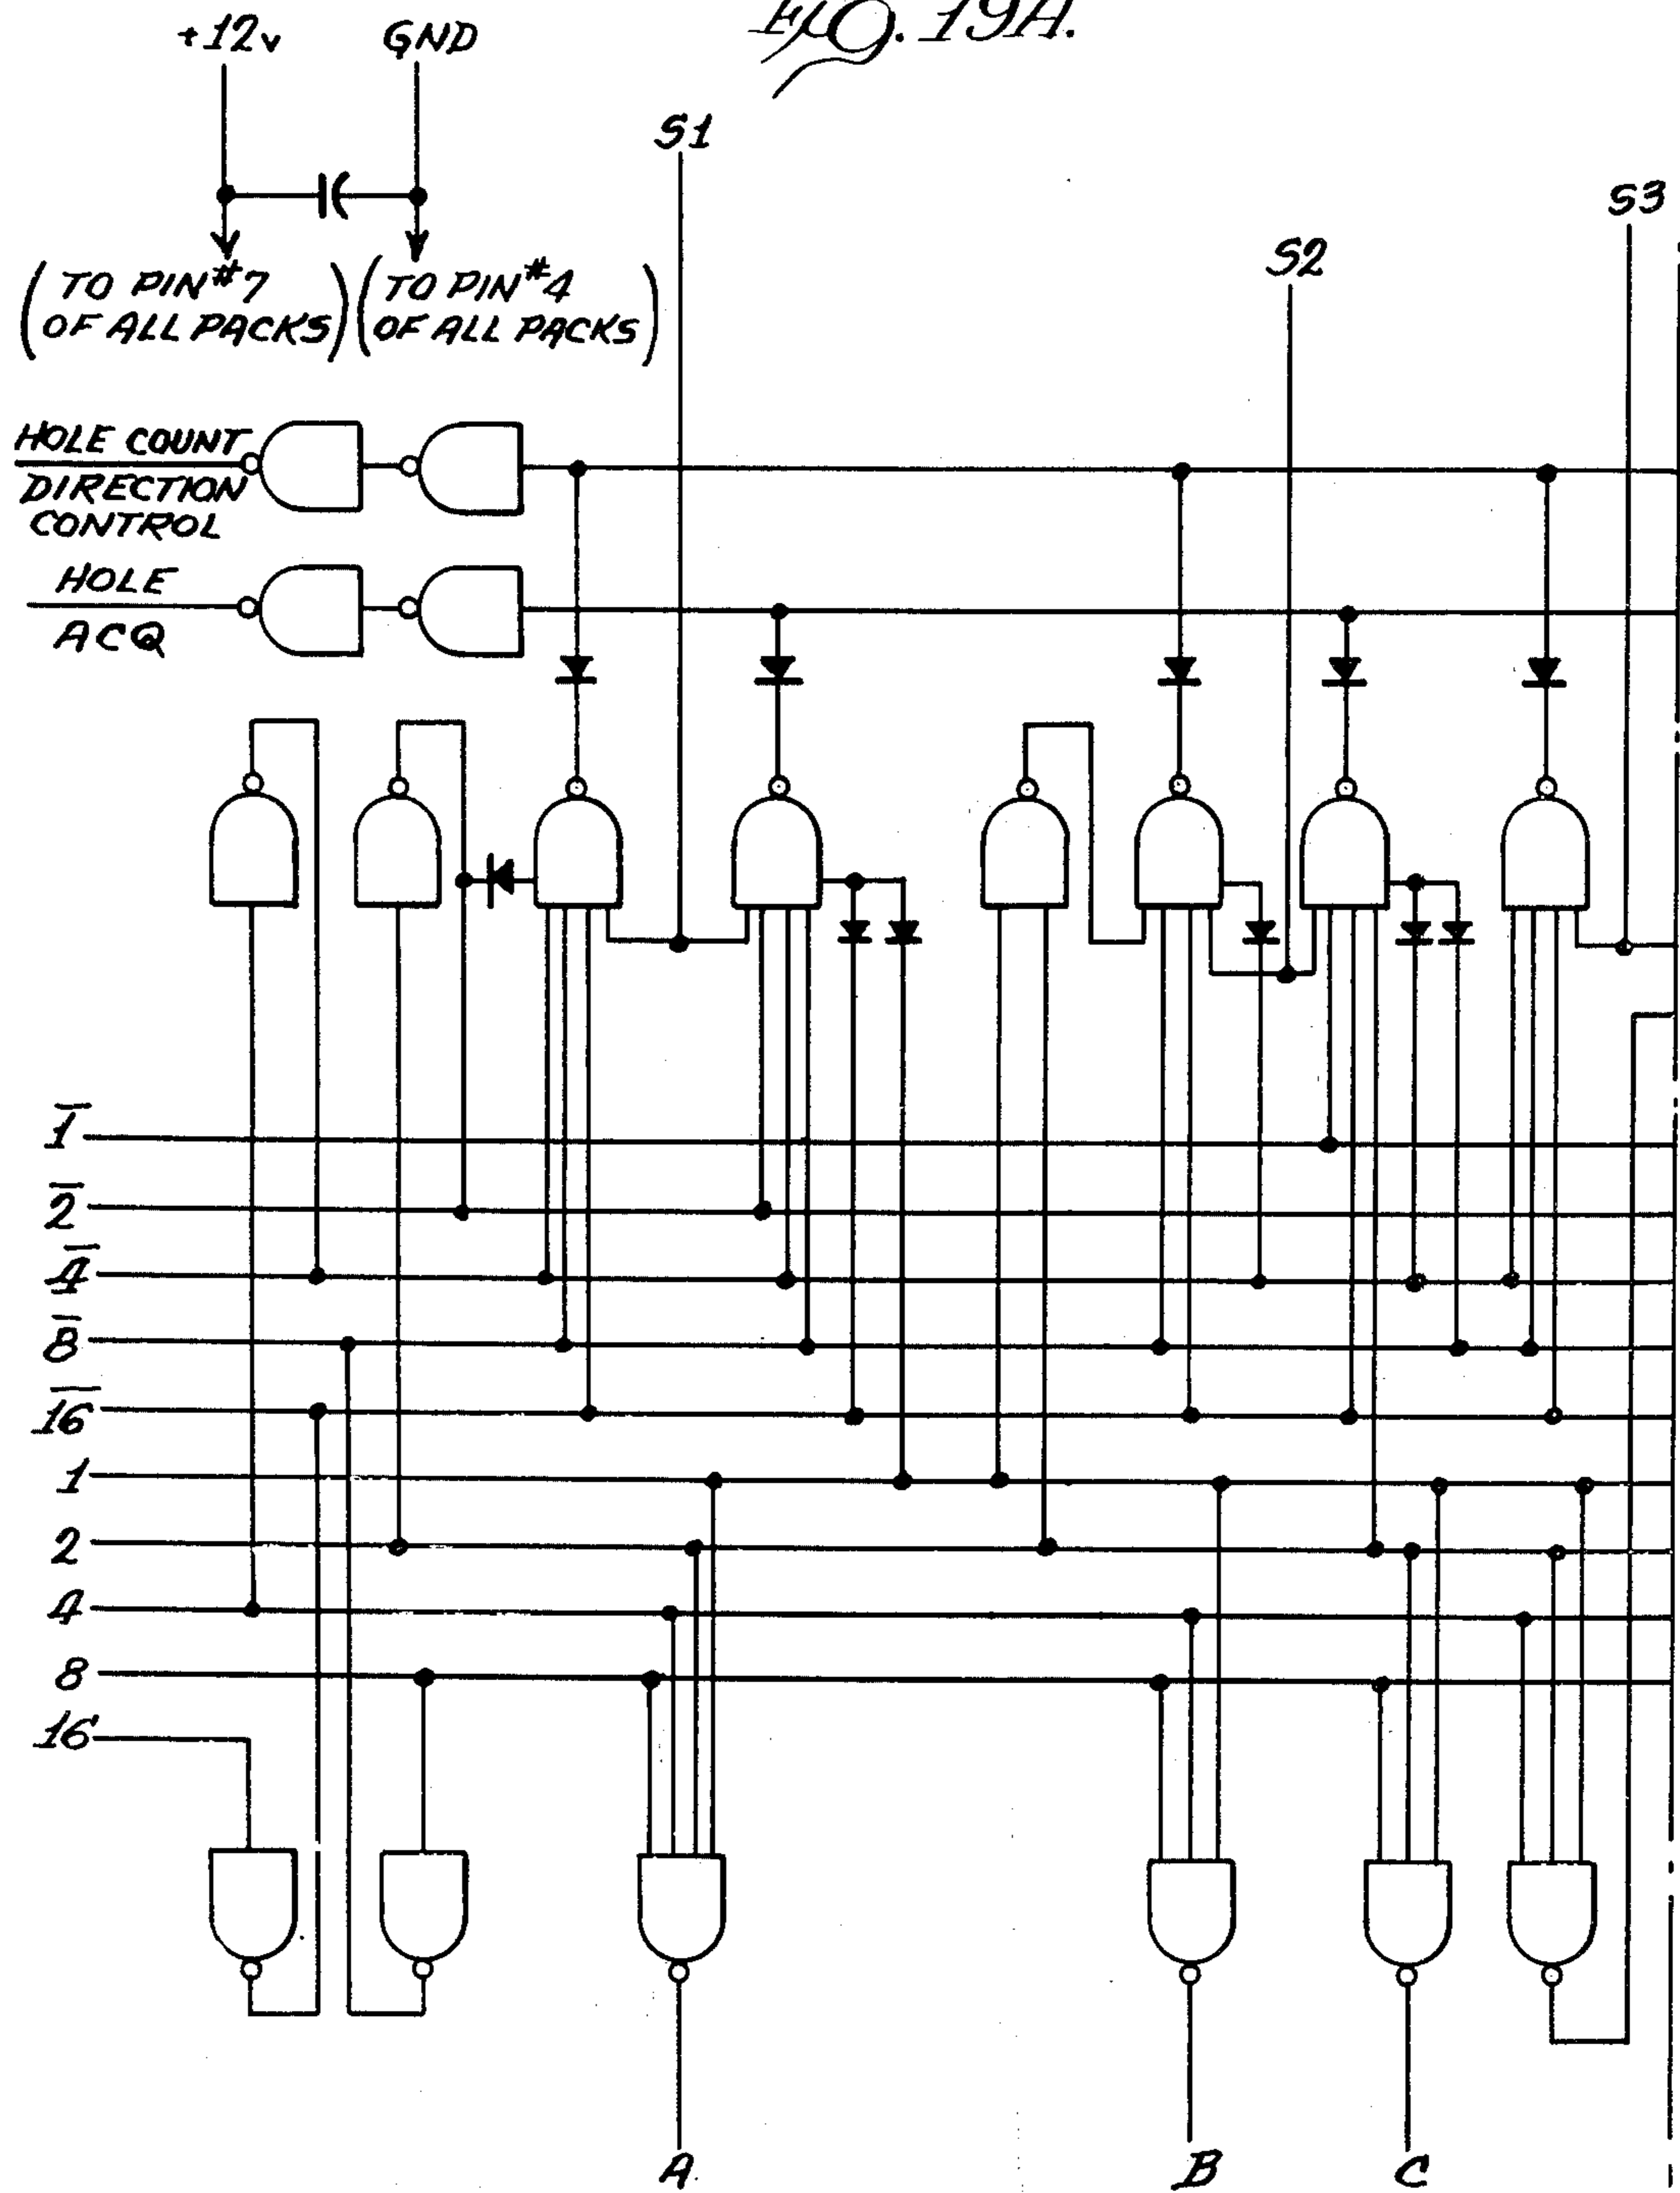 FIG. 19A.
+12v GND
S1
S3
S2
(TO PIN #7 OF ALL PACKS) (TO PIN #4 OF ALL PACKS)
HOLE COUNT
DIRECTION
CONTROL
HOLE
ACQ
1̅
2̅
4̅
8̅
1̅6̅
1
2
4
8
16
A B C